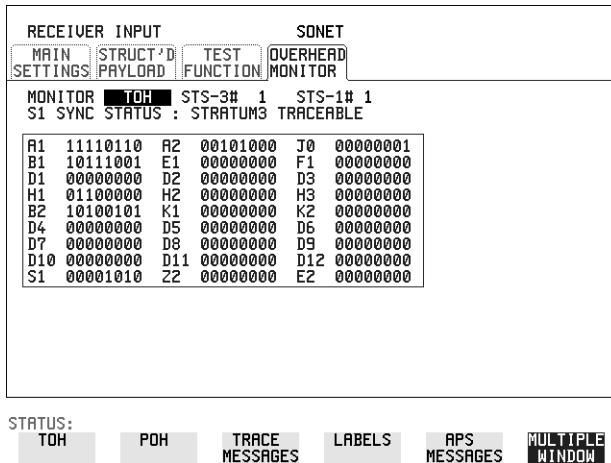 RECEIVER INPUT SONET
MAIN SETTINGS STRUCT'D PAYLOAD TEST FUNCTION OVERHEAD MONITOR
MONITOR TOH STS-3# 1 STS-1# 1
S1 SYNC STATUS : STRATUM3 TRACEABLE
A1 11110110 A2 00101000 J0 00000001
B1 10111001 E1 00000000 F1 00000000
D1 00000000 D2 00000000 D3 00000000
H1 01100000 H2 00000000 H3 00000000
B2 10100101 K1 00000000 K2 00000000
D4 00000000 D5 00000000 D6 00000000
D7 00000000 D8 00000000 D9 00000000
D10 00000000 D11 00000000 D12 00000000
S1 00001010 Z2 00000000 E2 00000000
STATUS:
TOH POH TRACE MESSAGES LABELS APS MESSAGES MULTIPLE WINDOW